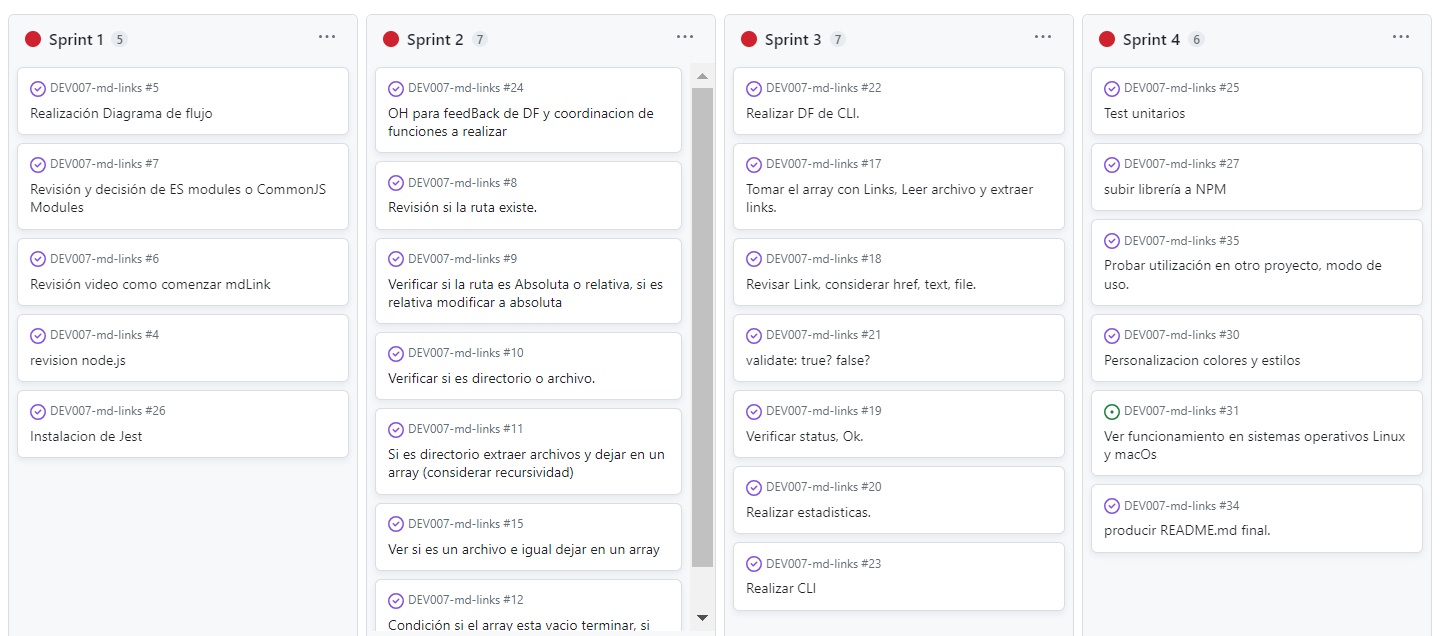 Sprint 1 5
DEV007-md-links #5
Realización Diagrama de flujo
DEV007-md-links #7
Revisión y decisión de ES modules o CommonJS
Modules
DEV007-md-links #6
Revisión video como comenzar mdLink
DEV007-md-links #4
revision node.js
DEV007-md-links #26
Instalacion de Jest
Sprint 2 7
DEV007-md-links #24
OH para feedBack de DF y coordinacion de
funciones a realizar
DEV007-md-links #8
Revisión si la ruta existe.
DEV007-md-links #9
Verificar si la ruta es Absoluta o relativa, si es
relativa modificar a absoluta
DEV007-md-links #10
Verificar si es directorio o archivo.
DEV007-md-links #11
Si es directorio extraer archivos y dejar en un
array (considerar recursividad)
DEV007-md-links #15
Ver si es un archivo e igual dejar en un array
DEV007-md-links #12
Condición si el array esta vacio terminar, si
Sprint 3 7
DEV007-md-links #22
Realizar DF de CLI.
DEV007-md-links #17
Tomar el array con Links, Leer archivo y extraer
links.
DEV007-md-links #18
Revisar Link, considerar href, text, file.
DEV007-md-links #21
validate: true? false?
DEV007-md-links #19
Verificar status, Ok.
DEV007-md-links #20
Realizar estadisticas.
DEV007-md-links #23
Realizar CLI
Sprint 4 6
DEV007-md-links #25
Test unitarios
DEV007-md-links #27
subir librería a NPM
DEV007-md-links #35
Probar utilización en otro proyecto, modo de
uso.
DEV007-md-links #30
Personalizacion colores y estilos
DEV007-md-links #31
Ver funcionamiento en sistemas operativos Linux
y macOs
DEV007-md-links #34
producir README.md final.